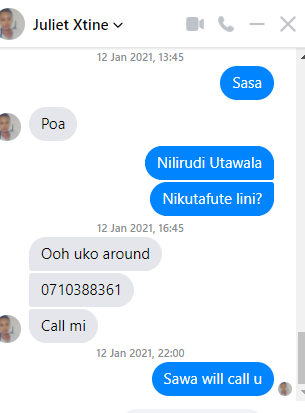 Juliet Xtine
12 Jan 2021, 13:45
Sasa
Poa
Nilirudi Utawala
Nikutafute lini?
12 Jan 2021, 16:45
Ooh uko around
0710388361
Call mi
12 Jan 2021, 22:00
Sawa will call u